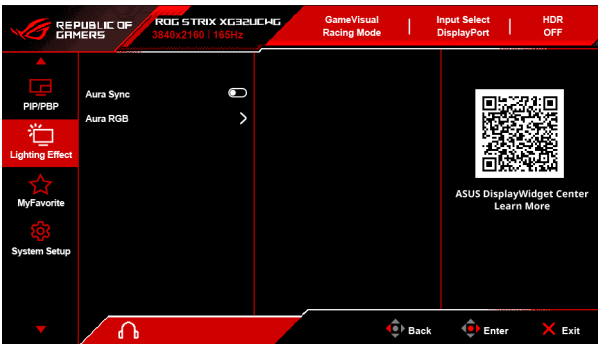 REPUBLIC OF
GAMERS
ROG STRIX XG32UCWG
3840x2160 | 165Hz
GameVisual
Racing Mode
Input Select
DisplayPort
HDR
OFF
PIP/PBP
Lighting Effect
MyFavorite
System Setup
Aura Sync
Aura RGB
ASUS DisplayWidget Center
Learn More
Back
Enter
Exit